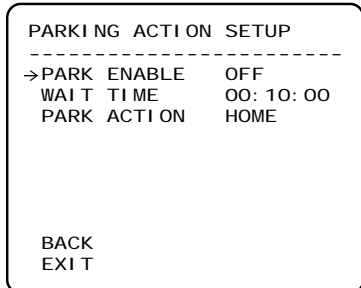 PARKING ACTION SETUP
------------------------
→PARK ENABLE OFF
WAIT TIME 00:10:00
PARK ACTION HOME
BACK
EXIT